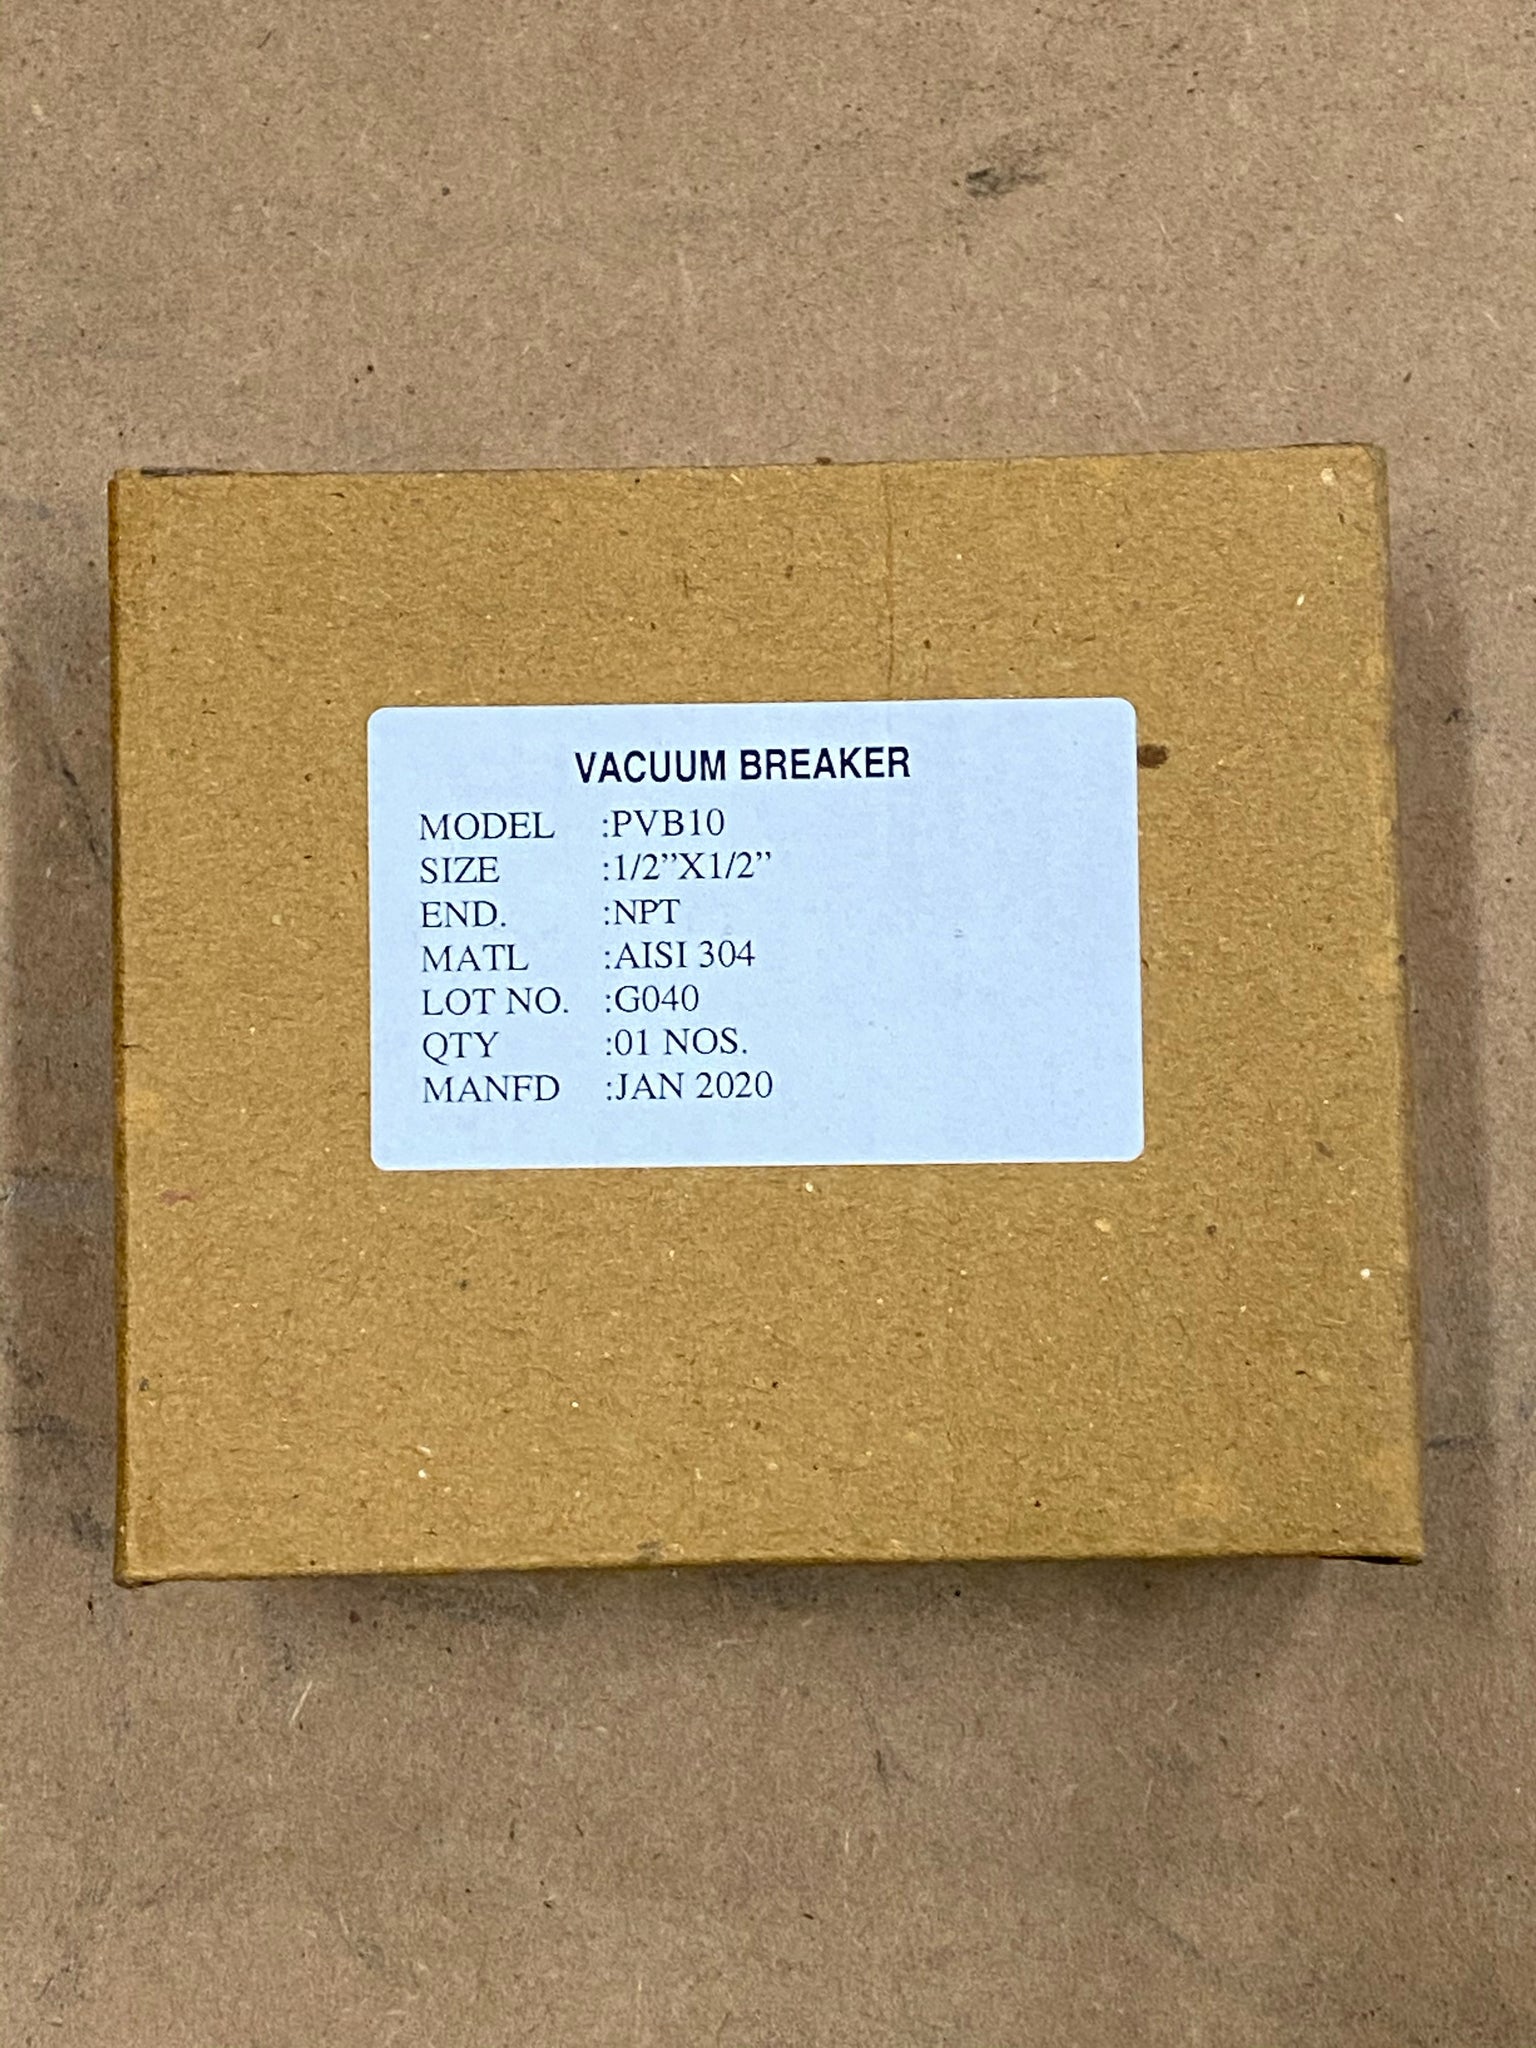 VACUUM BREAKER
MODEL :PVB10
SIZE :1/2”X1/2”
END. :NPT
MATL :AISI 304
LOT NO. :G040
QTY :01 NOS.
MANFD :JAN 2020